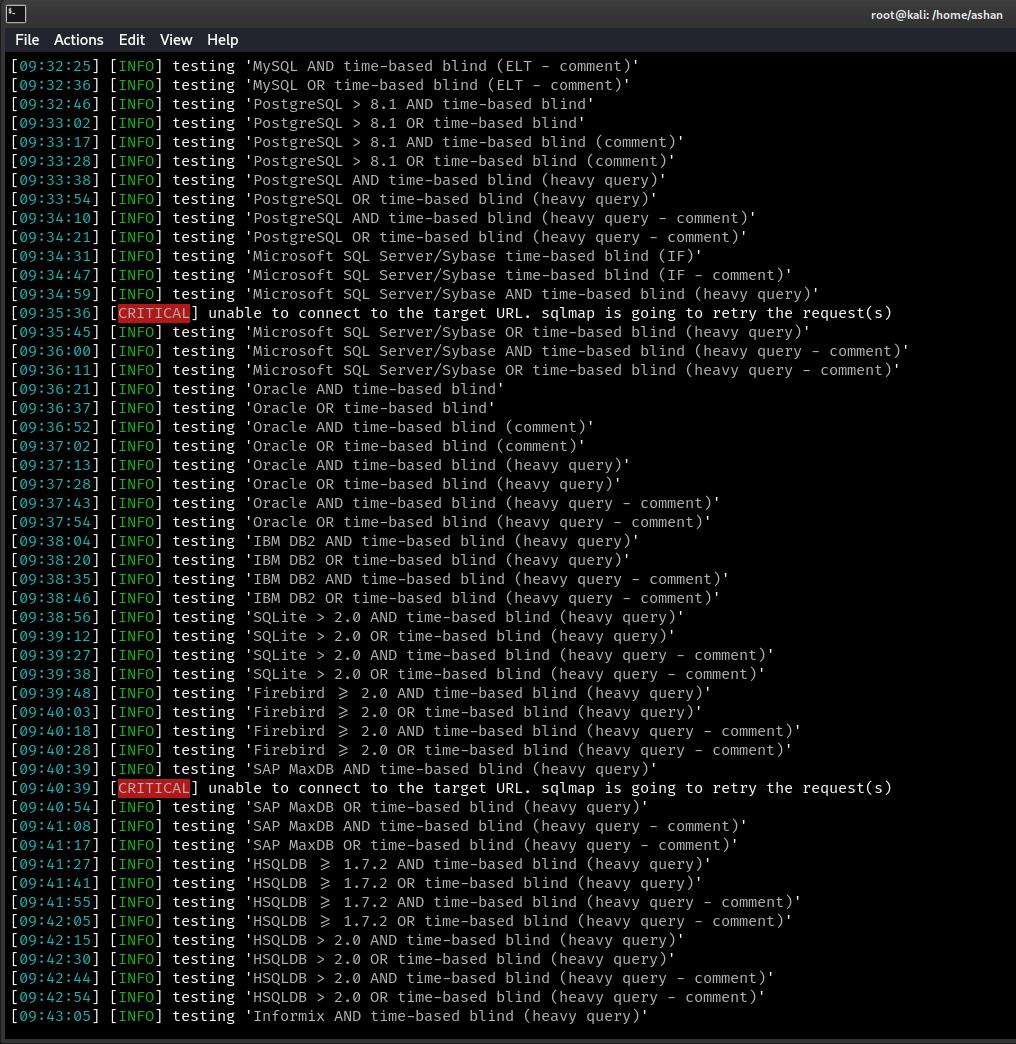 root@kali: /home/ashan
File Actions Edit View Help
[09:32:25] [INFO] testing 'MySQL AND time-based blind (ELT - comment)'
[09:32:36] [INFO] testing 'MySQL OR time-based blind (ELT - comment)'
[09:32:46] [INFO] testing 'PostgreSQL > 8.1 AND time-based blind'
[09:33:02] [INFO] testing 'PostgreSQL > 8.1 OR time-based blind'
[09:33:17] [INFO] testing 'PostgreSQL > 8.1 AND time-based blind (comment)'
[09:33:28] [INFO] testing 'PostgreSQL > 8.1 OR time-based blind (comment)'
[09:33:38] [INFO] testing 'PostgreSQL AND time-based blind (heavy query)'
[09:33:54] [INFO] testing 'PostgreSQL OR time-based blind (heavy query)'
[09:34:10] [INFO] testing 'PostgreSQL AND time-based blind (heavy query - comment)'
[09:34:21] [INFO] testing 'PostgreSQL OR time-based blind (heavy query - comment)'
[09:34:31] [INFO] testing 'Microsoft SQL Server/Sybase time-based blind (IF)'
[09:34:47] [INFO] testing 'Microsoft SQL Server/Sybase time-based blind (IF - comment)'
[09:34:59] [INFO] testing 'Microsoft SQL Server/Sybase AND time-based blind (heavy query)'
[09:35:36] [CRITICAL] unable to connect to the target URL. sqlmap is going to retry the request(s)
[09:35:45] [INFO] testing 'Microsoft SQL Server/Sybase OR time-based blind (heavy query)'
[09:36:00] [INFO] testing 'Microsoft SQL Server/Sybase AND time-based blind (heavy query - comment)'
[09:36:11] [INFO] testing 'Microsoft SQL Server/Sybase OR time-based blind (heavy query - comment)'
[09:36:21] [INFO] testing 'Oracle AND time-based blind'
[09:36:37] [INFO] testing 'Oracle OR time-based blind'
[09:36:52] [INFO] testing 'Oracle AND time-based blind (comment)'
[09:37:02] [INFO] testing 'Oracle OR time-based blind (comment)'
[09:37:13] [INFO] testing 'Oracle AND time-based blind (heavy query)'
[09:37:28] [INFO] testing 'Oracle OR time-based blind (heavy query)'
[09:37:43] [INFO] testing 'Oracle AND time-based blind (heavy query - comment)'
[09:37:54] [INFO] testing 'Oracle OR time-based blind (heavy query - comment)'
[09:38:04] [INFO] testing 'IBM DB2 AND time-based blind (heavy query)'
[09:38:20] [INFO] testing 'IBM DB2 OR time-based blind (heavy query)'
[09:38:35] [INFO] testing 'IBM DB2 AND time-based blind (heavy query - comment)'
[09:38:46] [INFO] testing 'IBM DB2 OR time-based blind (heavy query - comment)'
[09:38:56] [INFO] testing 'SQLite > 2.0 AND time-based blind (heavy query)'
[09:39:12] [INFO] testing 'SQLite > 2.0 OR time-based blind (heavy query)'
[09:39:27] [INFO] testing 'SQLite > 2.0 AND time-based blind (heavy query - comment)'
[09:39:38] [INFO] testing 'SQLite > 2.0 OR time-based blind (heavy query - comment)'
[09:39:48] [INFO] testing 'Firebird ≥ 2.0 AND time-based blind (heavy query)'
[09:40:03] [INFO] testing 'Firebird ≥ 2.0 OR time-based blind (heavy query)'
[09:40:18] [INFO] testing 'Firebird ≥ 2.0 AND time-based blind (heavy query - comment)'
[09:40:28] [INFO] testing 'Firebird ≥ 2.0 OR time-based blind (heavy query - comment)'
[09:40:39] [INFO] testing 'SAP MaxDB AND time-based blind (heavy query)'
[09:40:39] [CRITICAL] unable to connect to the target URL. sqlmap is going to retry the request(s)
[09:40:54] [INFO] testing 'SAP MaxDB OR time-based blind (heavy query)'
[09:41:08] [INFO] testing 'SAP MaxDB AND time-based blind (heavy query - comment)'
[09:41:17] [INFO] testing 'SAP MaxDB OR time-based blind (heavy query - comment)'
[09:41:27] [INFO] testing 'HSQLDB ≥ 1.7.2 AND time-based blind (heavy query)'
[09:41:41] [INFO] testing 'HSQLDB ≥ 1.7.2 OR time-based blind (heavy query)'
[09:41:55] [INFO] testing 'HSQLDB ≥ 1.7.2 AND time-based blind (heavy query - comment)'
[09:42:05] [INFO] testing 'HSQLDB ≥ 1.7.2 OR time-based blind (heavy query - comment)'
[09:42:15] [INFO] testing 'HSQLDB > 2.0 AND time-based blind (heavy query)'
[09:42:30] [INFO] testing 'HSQLDB > 2.0 OR time-based blind (heavy query)'
[09:42:44] [INFO] testing 'HSQLDB > 2.0 AND time-based blind (heavy query - comment)'
[09:42:54] [INFO] testing 'HSQLDB > 2.0 OR time-based blind (heavy query - comment)'
[09:43:05] [INFO] testing 'Informix AND time-based blind (heavy query)'